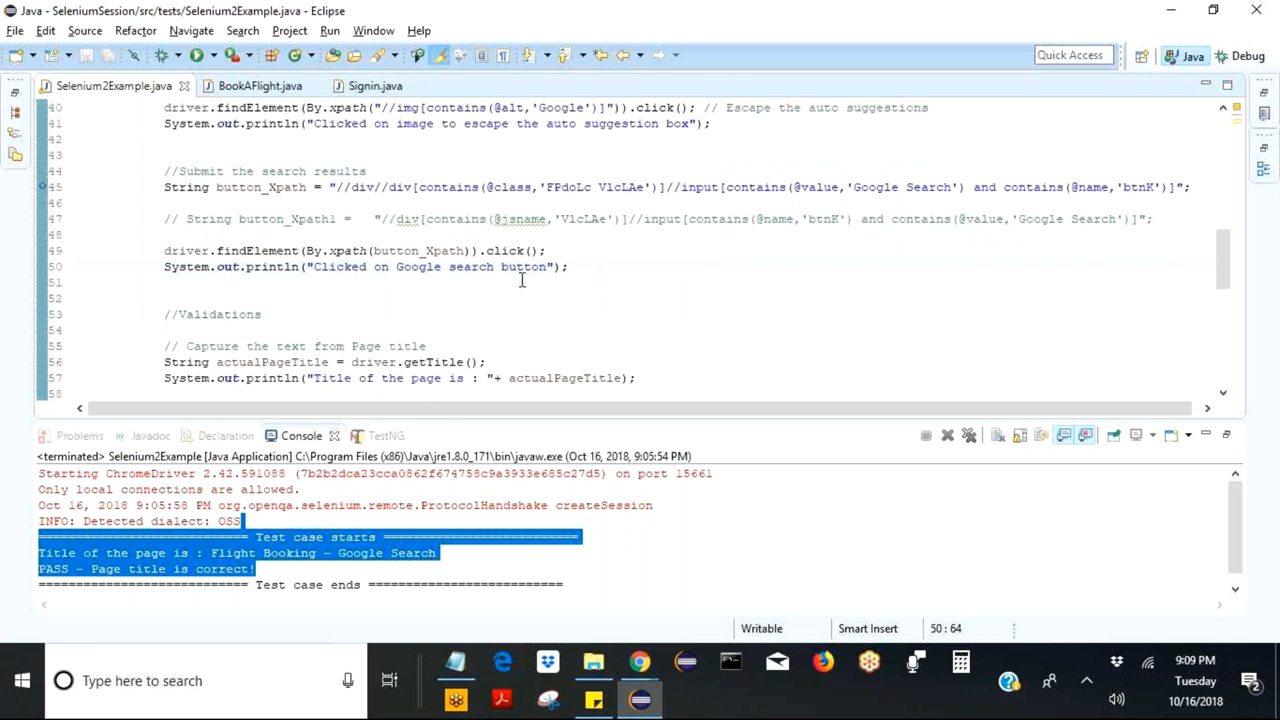 Java - SeleniumSession/src/tests/Selenium2Example.java - Eclipse
File Edit Source Refactor Navigate Search Project Run Window Help
Quick Access Java Debug
Selenium2Example.java BookAFlight.java Signin.java
40 driver.findElement(By.xpath("//img[contains(@alt,'Google')]")).click(); // Escape the auto suggestions
41 System.out.println("Clicked on image to escape the auto suggestion box");
42
43
44 //Submit the search results
45 String button_Xpath = "//div//div[contains(@class,'FPdoLc VlcLAe')]//input[contains(@value,'Google Search') and contains(@name,'btnK')]";
46
47 // String button_Xpath1 = "//div[contains(@jsname,'VlcLAe')]//input[contains(@name,'btnK') and contains(@value,'Google Search')]";
48
49 driver.findElement(By.xpath(button_Xpath)).click();
50 System.out.println("Clicked on Google search button");
51
52
53 //Validations
54
55 // Capture the text from Page title
56 String actualPageTitle = driver.getTitle();
57 System.out.println("Title of the page is : "+ actualPageTitle);
58
Problems Javadoc Declaration Console TestNG
<terminated> Selenium2Example [Java Application] C:\Program Files (x86)\Java\jre1.8.0_171\bin\javaw.exe (Oct 16, 2018 9:05:54 PM)
Starting ChromeDriver 2.42.591088 (7b2b2dca23cca0862f674758c9a3933e685c27d5) on port 15661
Only local connections are allowed.
Oct 16, 2018 9:05:58 PM org.openqa.selenium.remote.ProtocolHandshake createSession
INFO: Detected dialect: OSS
============================ Test case starts ==========================
Title of the page is : Flight Booking - Google Search
PASS - Page title is correct!
============================ Test case ends ==========================
Writable Smart Insert 50 : 64
Type here to search
9:09 PM
Tuesday
10/16/2018
2